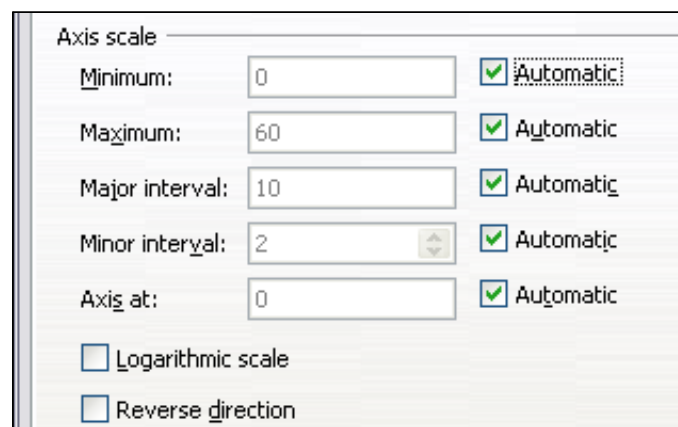 Axis scale
Minimum: 0 Automatic
Maximum: 60 Automatic
Major interval: 10 Automatic
Minor interval: 2 Automatic
Axis at: 0 Automatic
Logarithmic scale
Reverse direction